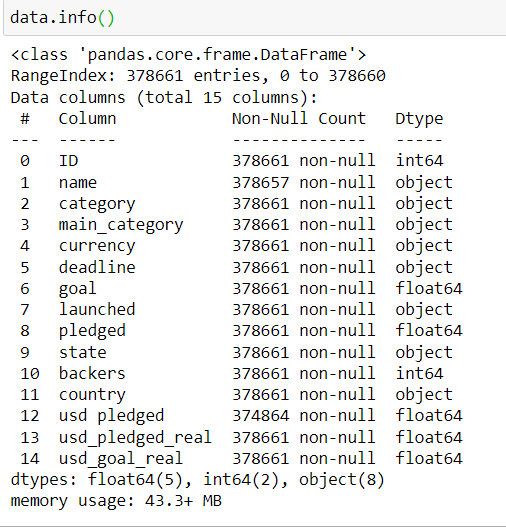 data.info()
<class 'pandas.core.frame.DataFrame'>
RangeIndex: 378661 entries, 0 to 378660
Data columns (total 15 columns):
 #   Column            Non-Null Count   Dtype
---  ------            --------------   -----
 0   ID                378661 non-null  int64
 1   name              378657 non-null  object
 2   category          378661 non-null  object
 3   main_category     378661 non-null  object
 4   currency          378661 non-null  object
 5   deadline          378661 non-null  object
 6   goal              378661 non-null  float64
 7   launched          378661 non-null  object
 8   pledged           378661 non-null  float64
 9   state             378661 non-null  object
 10  backers           378661 non-null  int64
 11  country           378661 non-null  object
 12  usd pledged       374864 non-null  float64
 13  usd_pledged_real  378661 non-null  float64
 14  usd_goal_real     378661 non-null  float64
dtypes: float64(5), int64(2), object(8)
memory usage: 43.3+ MB